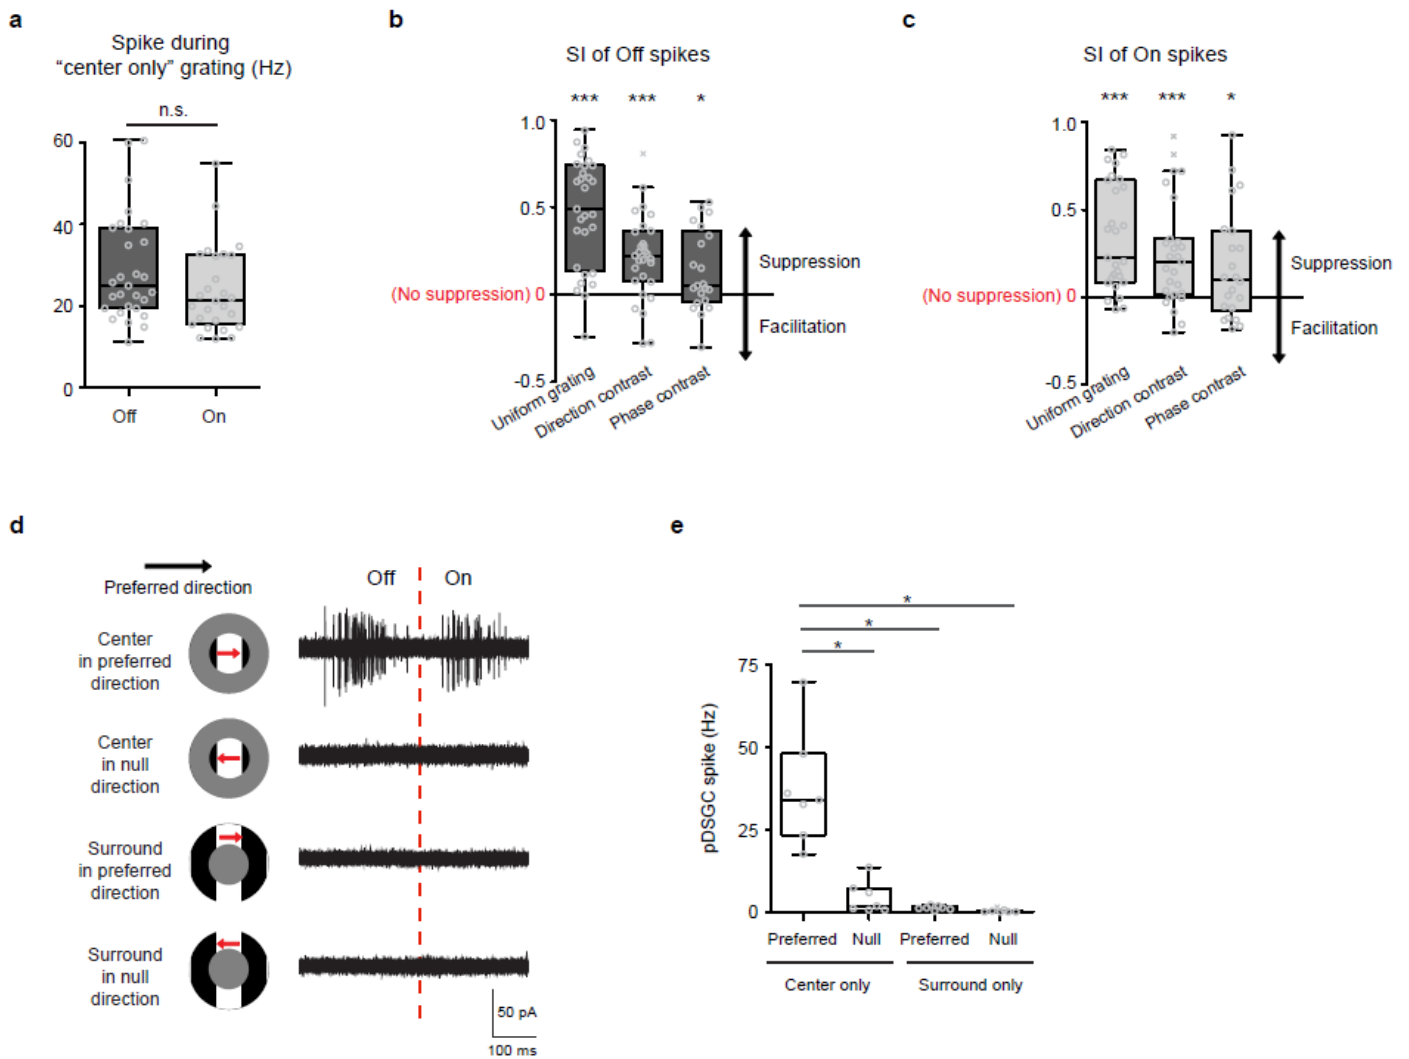 a
Spike during
“center only” grating (Hz)
n.s.
60
40
20
0
Off
On
b
SI of Off spikes
*** *** *
1.0
0.5
(No suppression) 0
-0.5
Suppression
Facilitation
Uniform grating
Direction contrast
Phase contrast
c
SI of On spikes
*** *** *
1.0
0.5
(No suppression) 0
-0.5
Suppression
Facilitation
Uniform grating
Direction contrast
Phase contrast
d
Preferred direction
Off
On
Center
in preferred
direction
Center
in null
direction
Surround
in preferred
direction
Surround
in null
direction
50 pA
100 ms
e
*
*
*
75
50
25
0
pDSGC spike (Hz)
Preferred Null Preferred Null
Center only Surround only